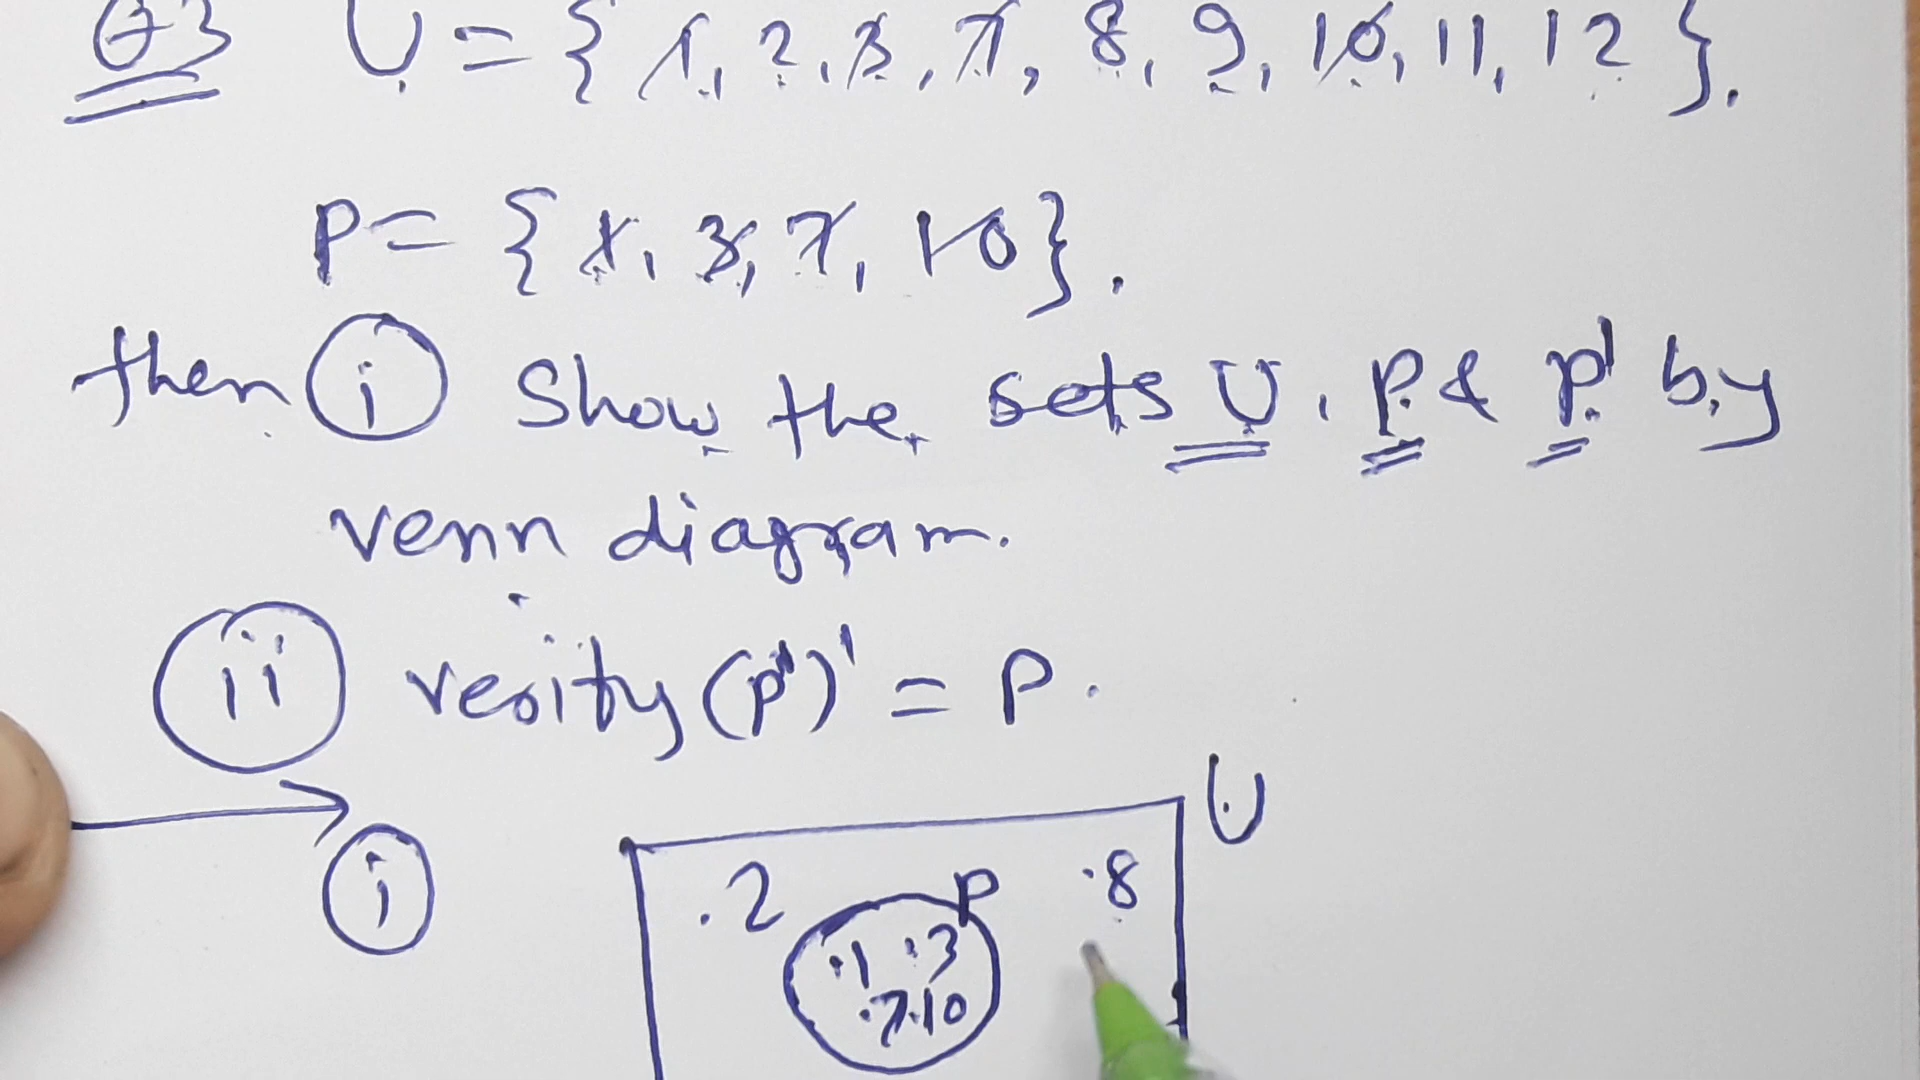 Q3 U = { 1, 2, 3, 7, 8, 9, 10, 11, 12 }.
P = { 1, 3, 7, 10 }.
then (i) Show the sets U, P & P' by
venn diagram.
(ii) verify (P')' = P.
(i)
U
.2 P .8
.1 .3
.7 .10